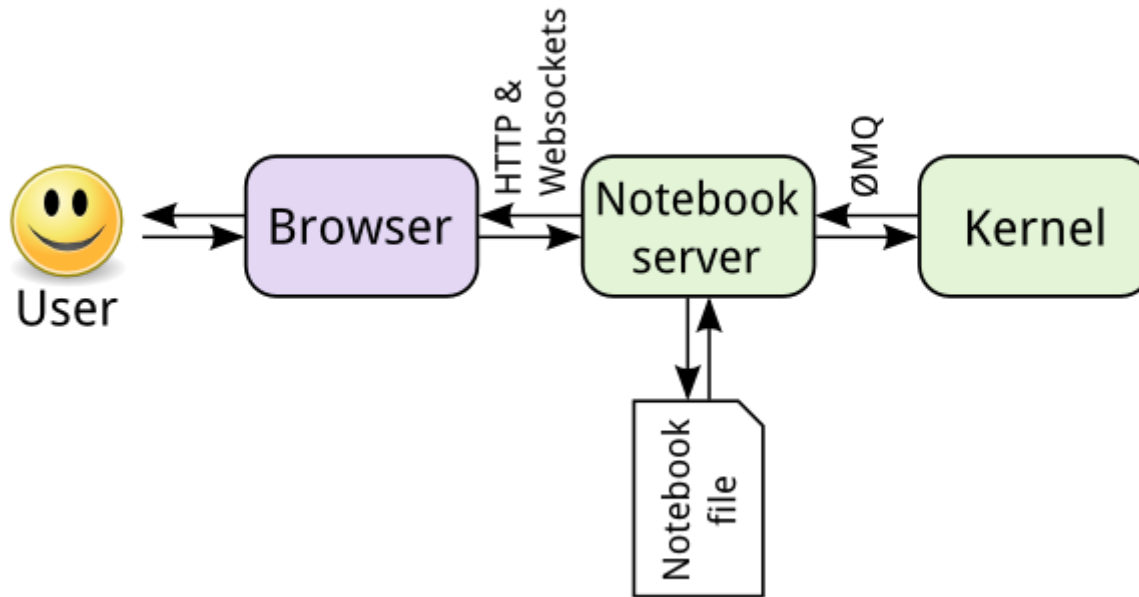 User
Browser
HTTP &
Websockets
Notebook
server
ØMQ
Kernel
Notebook
file